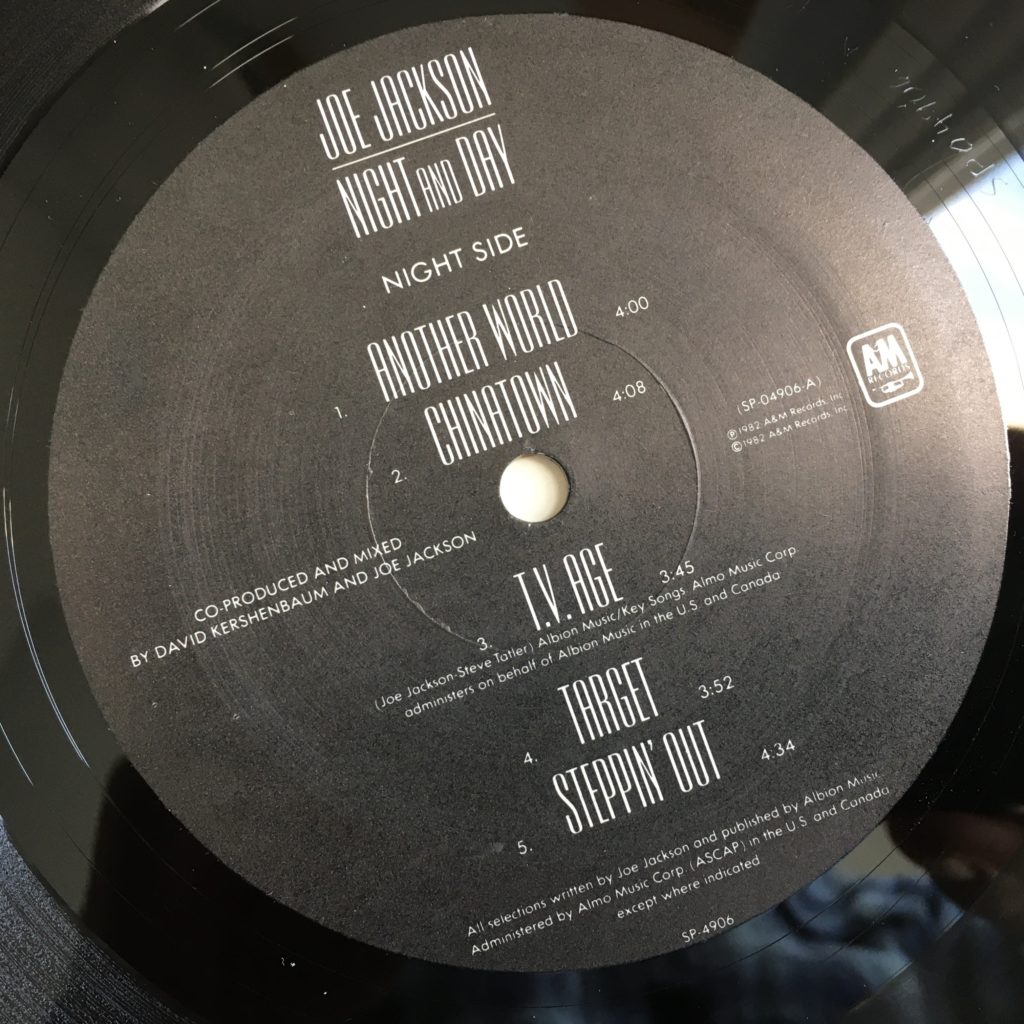 JOE JACKSON
NIGHT AND DAY
NIGHT SIDE
1. ANOTHER WORLD 4:00
2. CHINATOWN 4:08
(SP-04906-A)
℗1982 A&M Records, Inc.
©1982 A&M Records, Inc.
A&M
RECORDS
CO-PRODUCED AND MIXED
BY DAVID KERSHENBAUM AND JOE JACKSON
3. T.V. AGE 3:45
(Joe Jackson-Steve Tatler) Albion Music/Key Songs Almo Music Corp.
administers on behalf of Albion Music in the U.S. and Canada
4. TARGET 3:52
5. STEPPIN' OUT 4:34
All selections written by Joe Jackson and published by Albion Music.
Administered by Almo Music Corp. (ASCAP) in the U.S. and Canada
except where indicated
SP-4906